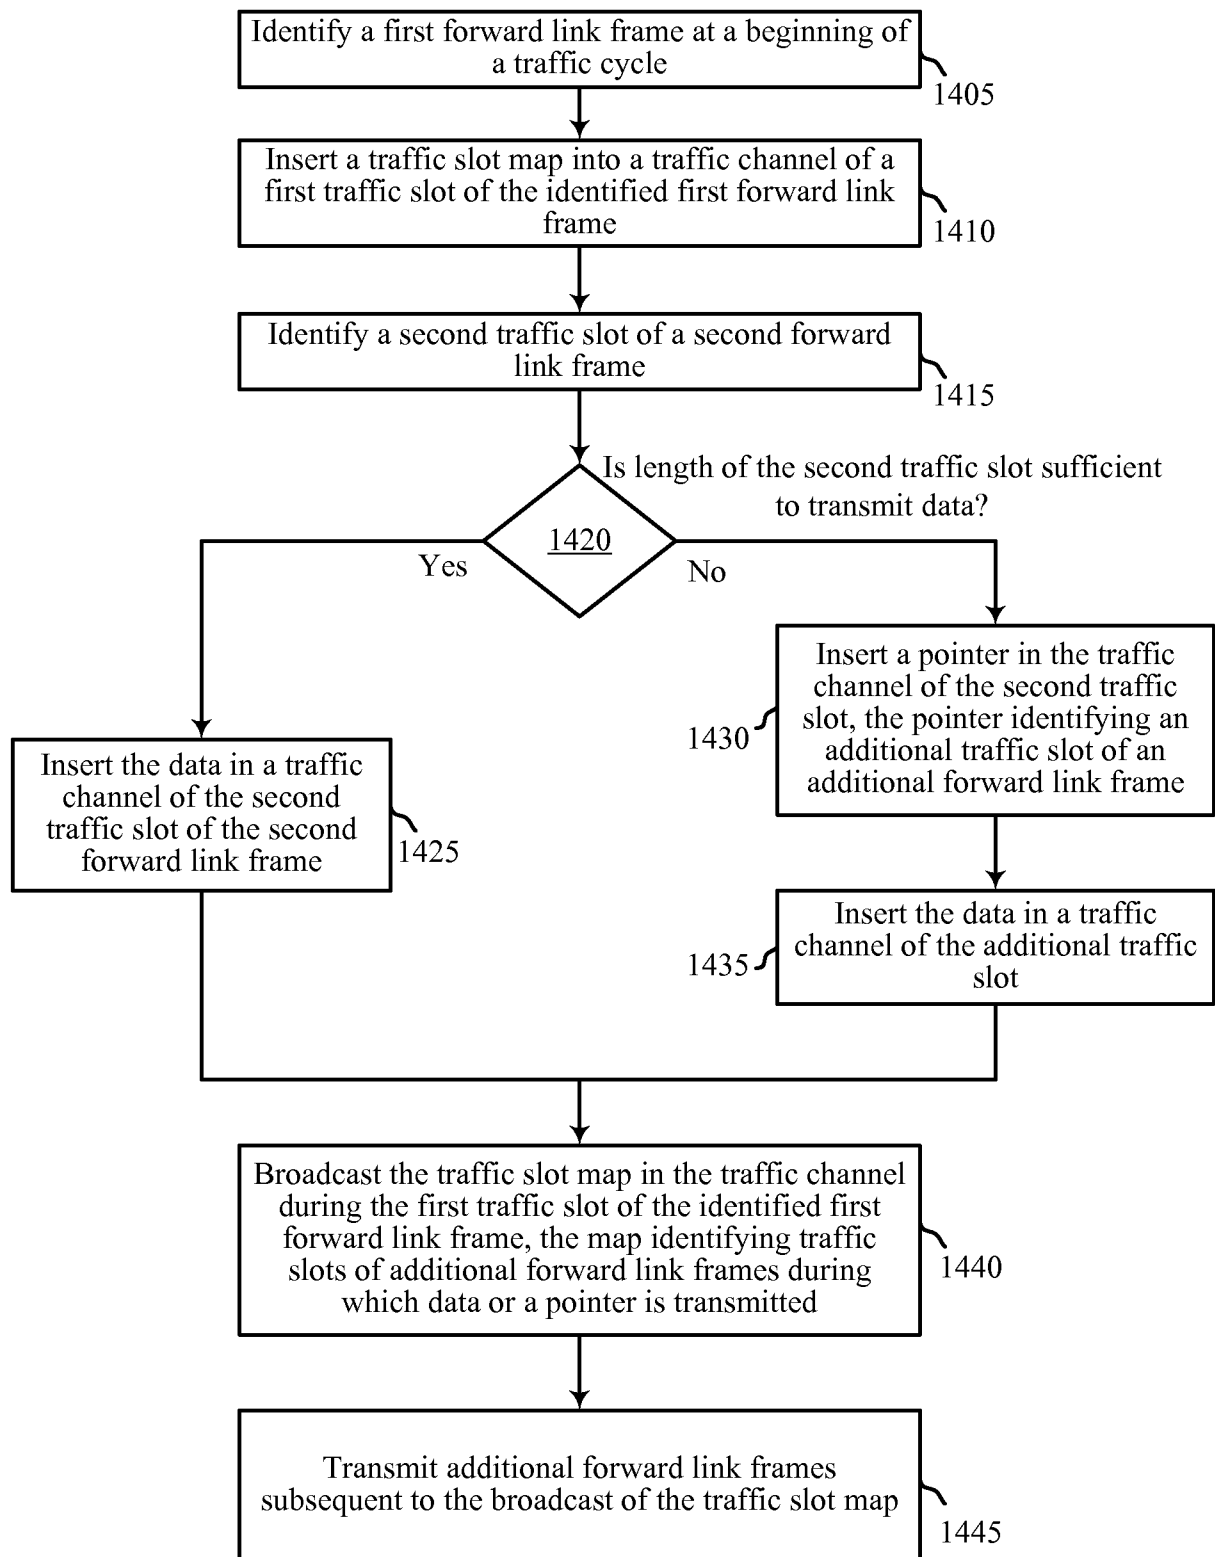 Identify a first forward link frame at a beginning of
a traffic cycle
1405
Insert a traffic slot map into a traffic channel of a
first traffic slot of the identified first forward link
frame
1410
Identify a second traffic slot of a second forward
link frame
1415
Is length of the second traffic slot sufficient
to transmit data?
1420
Yes
No
Insert the data in a traffic
channel of the second
traffic slot of the second
forward link frame
1425
Insert a pointer in the traffic
channel of the second traffic
slot, the pointer identifying an
additional traffic slot of an
additional forward link frame
1430
Insert the data in a traffic
channel of the additional traffic
slot
1435
Broadcast the traffic slot map in the traffic channel
during the first traffic slot of the identified first
forward link frame, the map identifying traffic
slots of additional forward link frames during
which data or a pointer is transmitted
1440
Transmit additional forward link frames
subsequent to the broadcast of the traffic slot map
1445